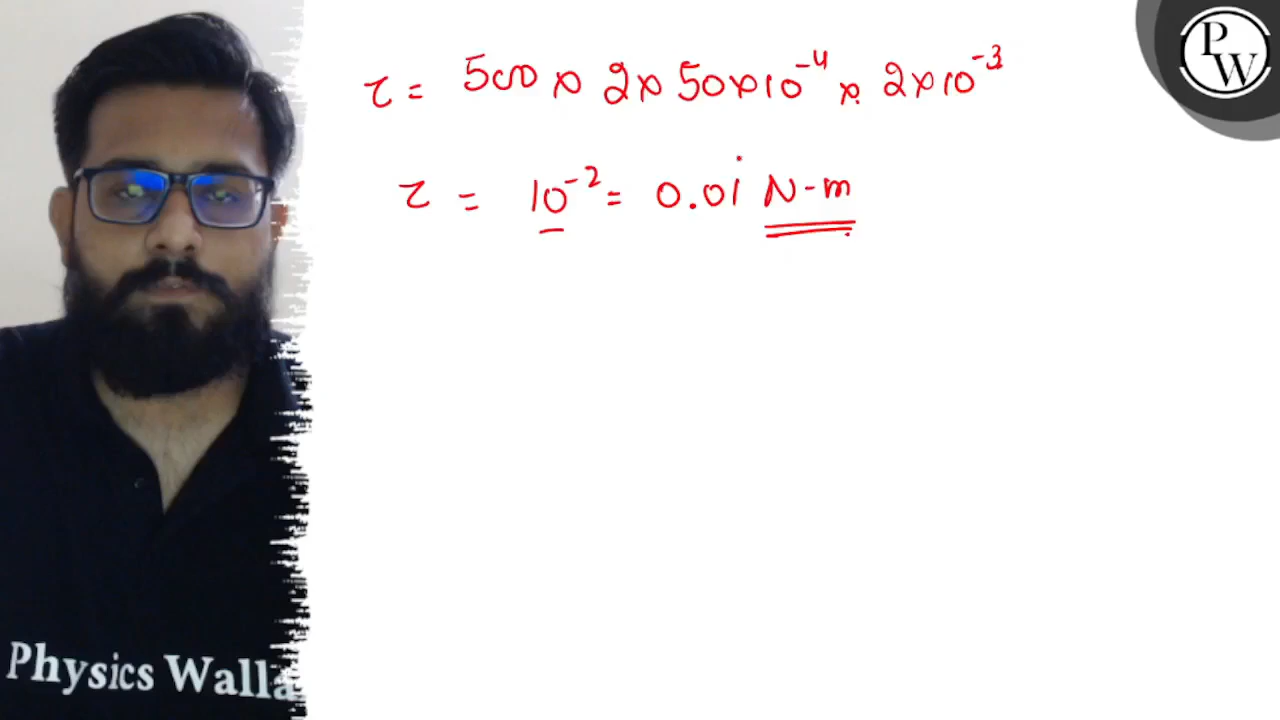 PW
τ = 500 × 2 × 50 × 10⁻⁴ × 2 × 10⁻³
τ = 10⁻² = 0.01 N-m
Physics Walla